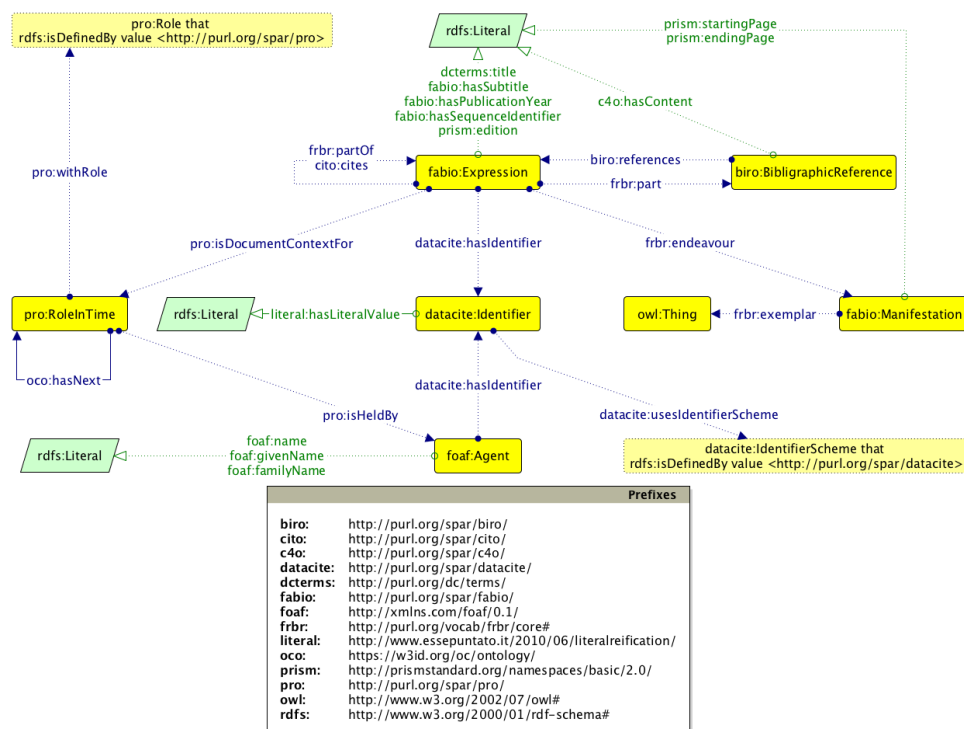 pro:Role that
rdfs:isDefinedBy value <http://purl.org/spar/pro>
rdfs:Literal
prism:startingPage
prism:endingPage
dcterms:title
fabio:hasSubtitle
fabio:hasPublicationYear
fabio:hasSequenceIdentifier
prism:edition
c4o:hasContent
frbr:partOf
cito:cites
fabio:Expression
biro:references
frbr:part
biro:BibligraphicReference
pro:withRole
pro:isDocumentContextFor
datacite:hasIdentifier
frbr:endeavour
pro:RoleInTime
rdfs:Literal
literal:hasLiteralValue
datacite:Identifier
owl:Thing
frbr:exemplar
fabio:Manifestation
oco:hasNext
datacite:hasIdentifier
pro:isHeldBy
datacite:usesIdentifierScheme
rdfs:Literal
foaf:name
foaf:givenName
foaf:familyName
foaf:Agent
datacite:IdentifierScheme that
rdfs:isDefinedBy value <http://purl.org/spar/datacite>
Prefixes
biro: http://purl.org/spar/biro/
cito: http://purl.org/spar/cito/
c4o: http://purl.org/spar/c4o/
datacite: http://purl.org/spar/datacite/
dcterms: http://purl.org/dc/terms/
fabio: http://purl.org/spar/fabio/
foaf: http://xmlns.com/foaf/0.1/
frbr: http://purl.org/vocab/frbr/core#
literal: http://www.essepuntato.it/2010/06/literalreification/
oco: https://w3id.org/oc/ontology/
prism: http://prismstandard.org/namespaces/basic/2.0/
pro: http://purl.org/spar/pro/
owl: http://www.w3.org/2002/07/owl#
rdfs: http://www.w3.org/2000/01/rdf-schema#